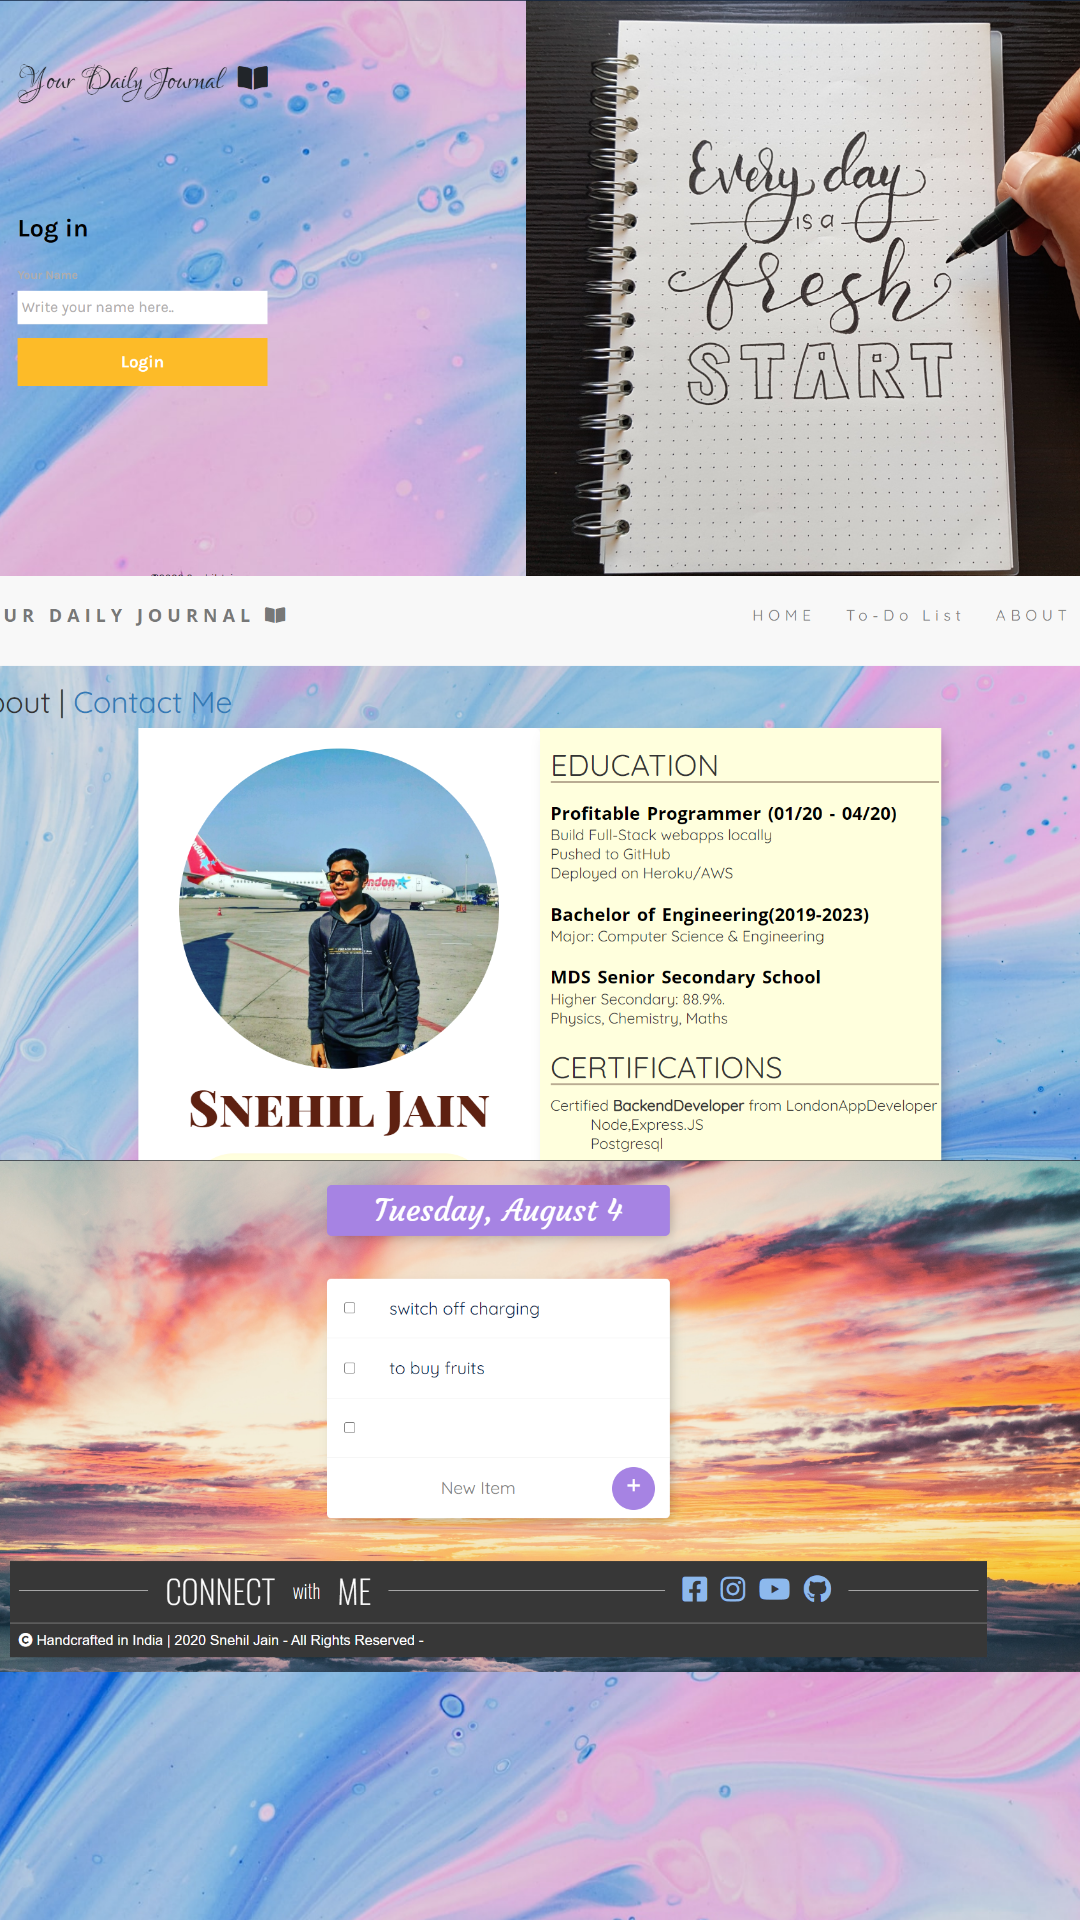 Your Daily Journal
Log in
Your Name
Write your name here..
Login
Every day
is a
fresh
START
UR DAILY JOURNAL
HOME To-Do List ABOUT
bout | Contact Me
EDUCATION
Profitable Programmer (01/20 - 04/20)
Build Full-Stack webapps locally
Pushed to GitHub
Deployed on Heroku/AWS
Bachelor of Engineering(2019-2023)
Major: Computer Science & Engineering
MDS Senior Secondary School
Higher Secondary: 88.9%.
Physics, Chemistry, Maths
CERTIFICATIONS
Certified BackendDeveloper from LondonAppDeveloper
Node,Express.JS
Postgresql
Snehil Jain
Tuesday, August 4
switch off charging
to buy fruits
New Item
+
CONNECT with ME
Handcrafted in India | 2020 Snehil Jain - All Rights Reserved -